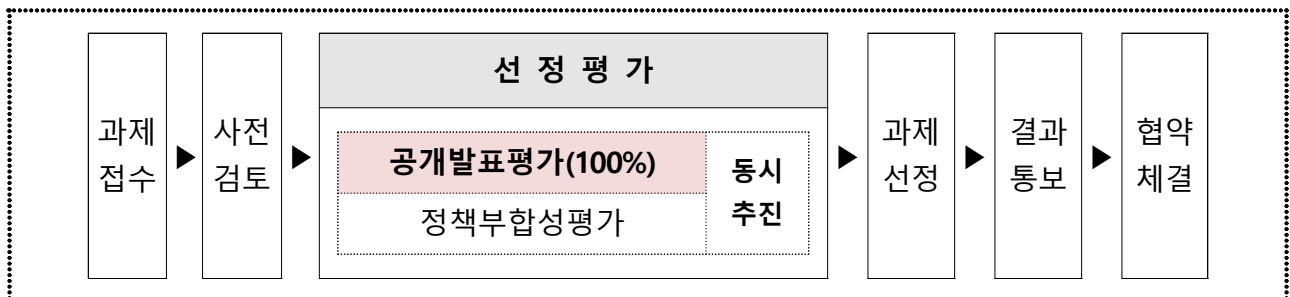 과제
접수
▶
사전
검토
▶
선 정 평 가
공개발표평가(100%)
정책부합성평가
동시
추진
▶
과제
선정
▶
결과
통보
▶
협약
체결